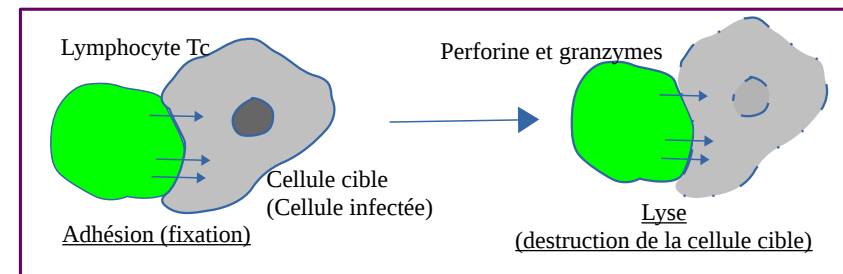 Lymphocyte Tc
Cellule cible
(Cellule infectée)
Adhésion (fixation)
Perforine et granzymes
Lyse
(destruction de la cellule cible)